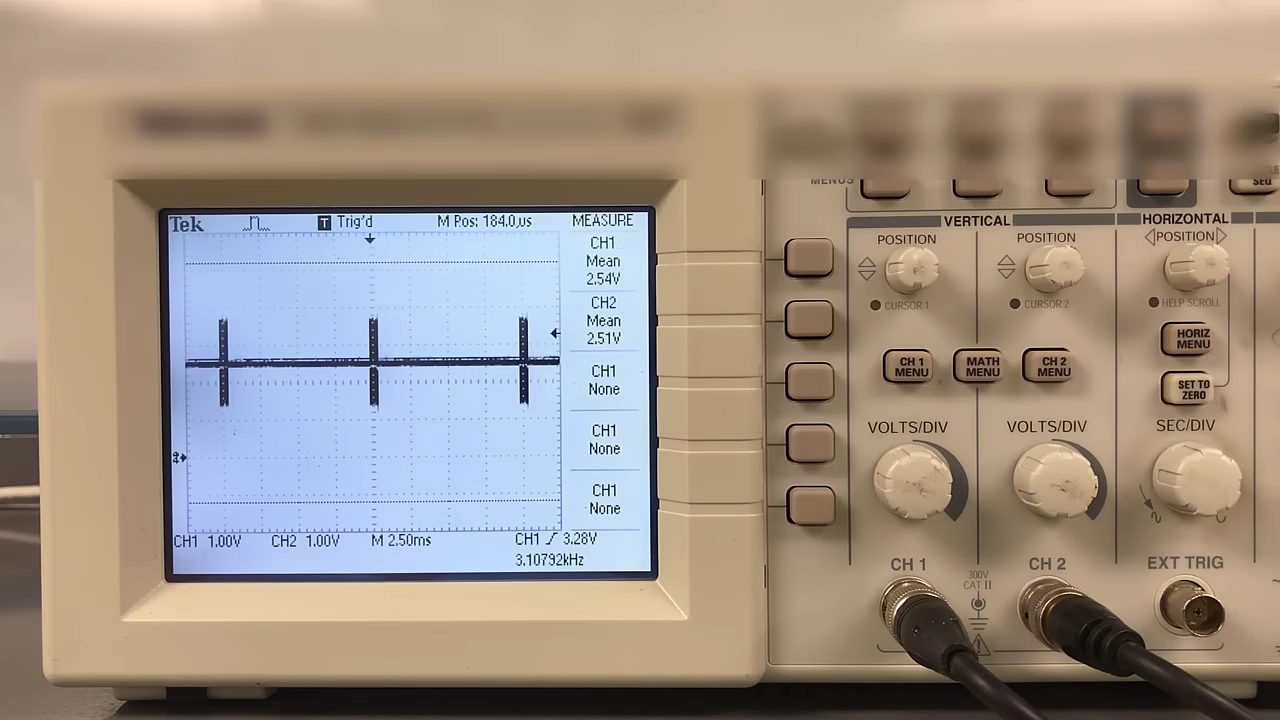 Tek
T Trig'd
M Pos: 184.0µs
MEASURE
CH1
Mean
2.54V
CH2
Mean
2.51V
CH1
None
CH1
None
CH1
None
CH1 1.00V
CH2 1.00V
M 2.50ms
CH1
3.28V
3.10792kHz
MENUS
SEQ
VERTICAL
HORIZONTAL
POSITION
POSITION
POSITION
CURSOR 1
CURSOR 2
HELP SCROLL
HORIZ
MENU
CH 1
MENU
MATH
MENU
CH 2
MENU
SET TO
ZERO
VOLTS/DIV
VOLTS/DIV
SEC/DIV
CH 1
300V
CAT II
CH 2
EXT TRIG